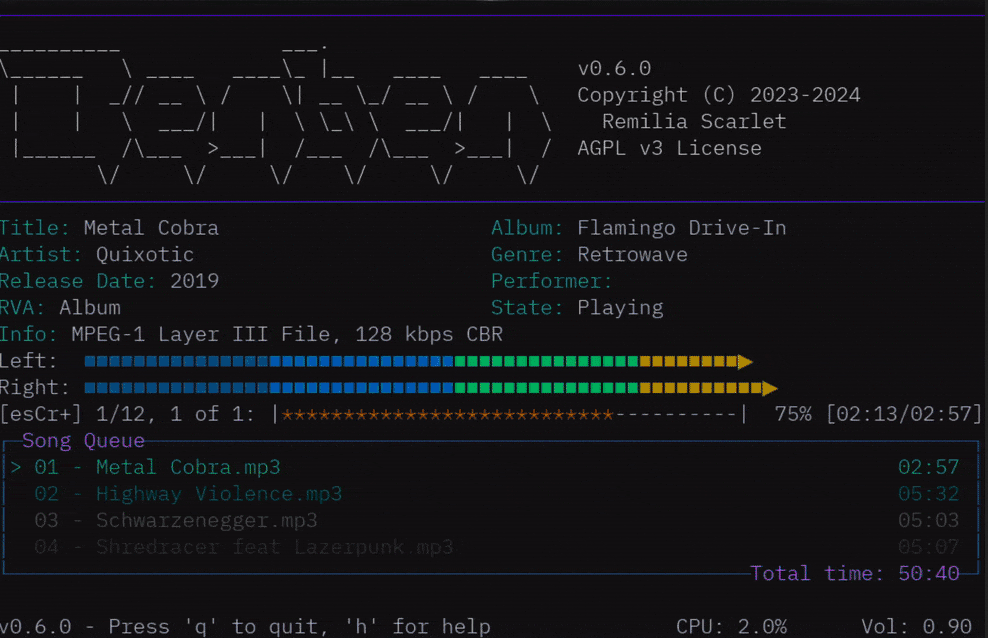 Benben
v0.6.0
Copyright (C) 2023-2024
Remilia Scarlet
AGPL v3 License
Title: Metal Cobra
Album: Flamingo Drive-In
Artist: Quixotic
Genre: Retrowave
Release Date: 2019
Performer:
RVA: Album
State: Playing
Info: MPEG-1 Layer III File, 128 kbps CBR
Left:
Right:
[esCr+] 1/12, 1 of 1: |***************************----------| 75% [02:13/02:57]
Song Queue
> 01 - Metal Cobra.mp3 02:57
02 - Highway Violence.mp3 05:32
03 - Schwarzenegger.mp3 05:03
04 - Shredracer feat Lazerpunk.mp3 05:07
Total time: 50:40
v0.6.0 - Press 'q' to quit, 'h' for help CPU: 2.0% Vol: 0.90